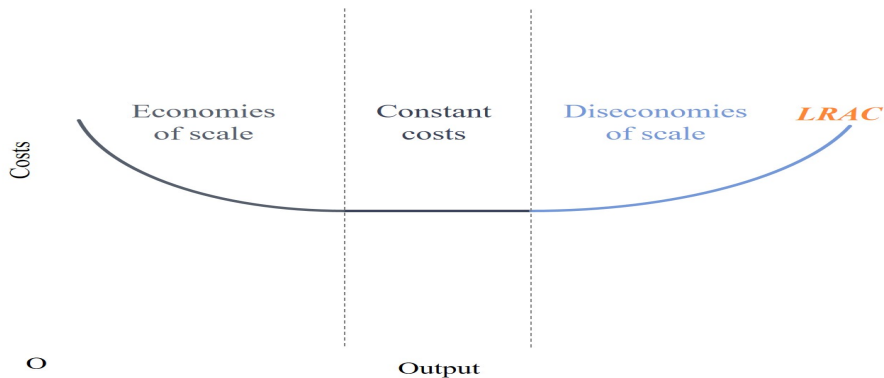 Economies
of scale
Constant
costs
Diseconomies
of scale
LRAC
Costs
O
Output